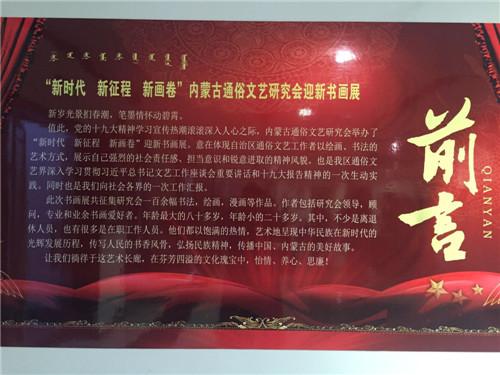 “新时代 新征程 新画卷”内蒙古通俗文艺研究会迎新书画展
新岁光景扣春潮，笔墨情怀动碧霄。
值此，党的十九大精神学习宣传热潮滚滚深入人心之际，内蒙古通俗文艺研究会举办了
“新时代 新征程 新画卷”迎新书画展。意在体现自治区通俗文艺工作者以绘画、书法的
艺术方式，展示自己强烈的社会责任感、担当意识和锐意进取的精神风貌。也是我区通俗文
艺界深入学习贯彻习近平总书记文艺工作座谈会重要讲话和十九大报告精神的一次生动实
践。同时也是我们向社会各界的一次工作汇报。
此次书画展共征集研究会一百余幅书法、绘画、漫画等作品。作者包括研究会领导，顾
问，专业和业余书画爱好者。年龄最大的八十多岁，年龄小的二十多岁。其中，不少是离退
休人员，也有很多是在职工作人员。他们都以饱满的热情，艺术地呈现中华民族在新时代的
光辉发展历程，传写人民的书香风骨，弘扬民族精神，传播中国、内蒙古的美好故事。
让我们徜徉于这艺术长廊，在芬芳四溢的文化瑰宝中，怡情、养心、思廉！
前言
QIANYAN